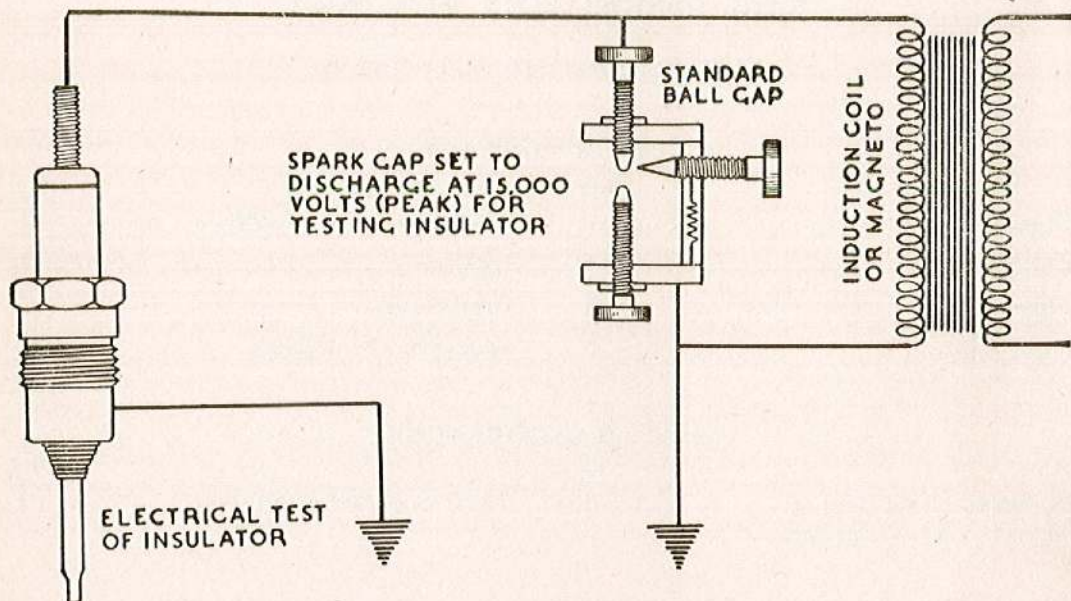 STANDARD
BALL GAP
SPARK GAP SET TO
DISCHARGE AT 15.000
VOLTS (PEAK) FOR
TESTING INSULATOR
INDUCTION COIL
OR MAGNETO
ELECTRICAL TEST
OF INSULATOR